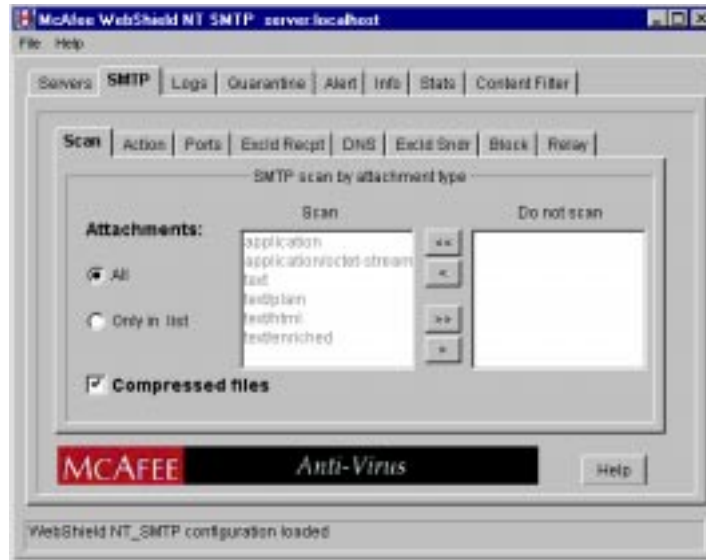 McAfee WebShield NT SMTP server:localhost
File Help
Servers SMTP Logs Quarantine Alert Info Stats Content Filter
Scan Action Ports Excld Recpt DNS Excld Sndr Block Relay
SMTP scan by attachment type
Scan Do not scan
Attachments:
application
<<
application/octet-stream
All
text
<
text/plain
Only in list
text/html
>>
text/enriched
Compressed files
MCAFEE Anti-Virus Help
WebShield NT_SMTP configuration loaded